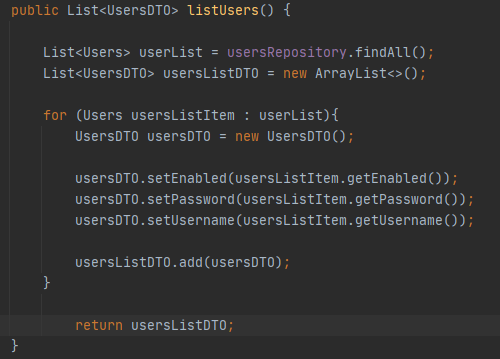 public List<UsersDTO> listUsers() {
List<Users> userList = usersRepository.findAll();
List<UsersDTO> usersListDTO = new ArrayList<>();
for (Users usersListItem : userList){
UsersDTO usersDTO = new UsersDTO();
usersDTO.setEnabled(usersListItem.getEnabled());
usersDTO.setPassword(usersListItem.getPassword());
usersDTO.setUsername(usersListItem.getUsername());
usersListDTO.add(usersDTO);
}
return usersListDTO;
}